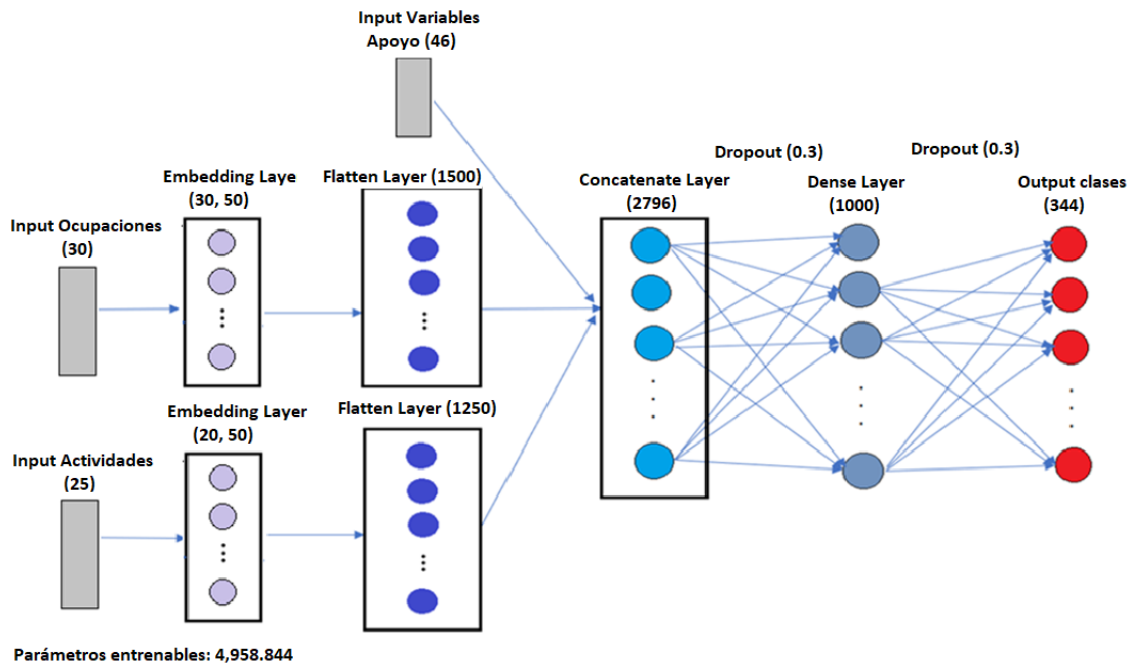 Input Variables
Apoyo (46)
Dropout (0.3)
Dropout (0.3)
Embedding Laye
(30, 50)
Flatten Layer (1500)
Concatenate Layer
(2796)
Dense Layer
(1000)
Output clases
(344)
Input Ocupaciones
(30)
Embedding Layer
(20, 50)
Flatten Layer (1250)
Input Actividades
(25)
Parámetros entrenables: 4,958.844